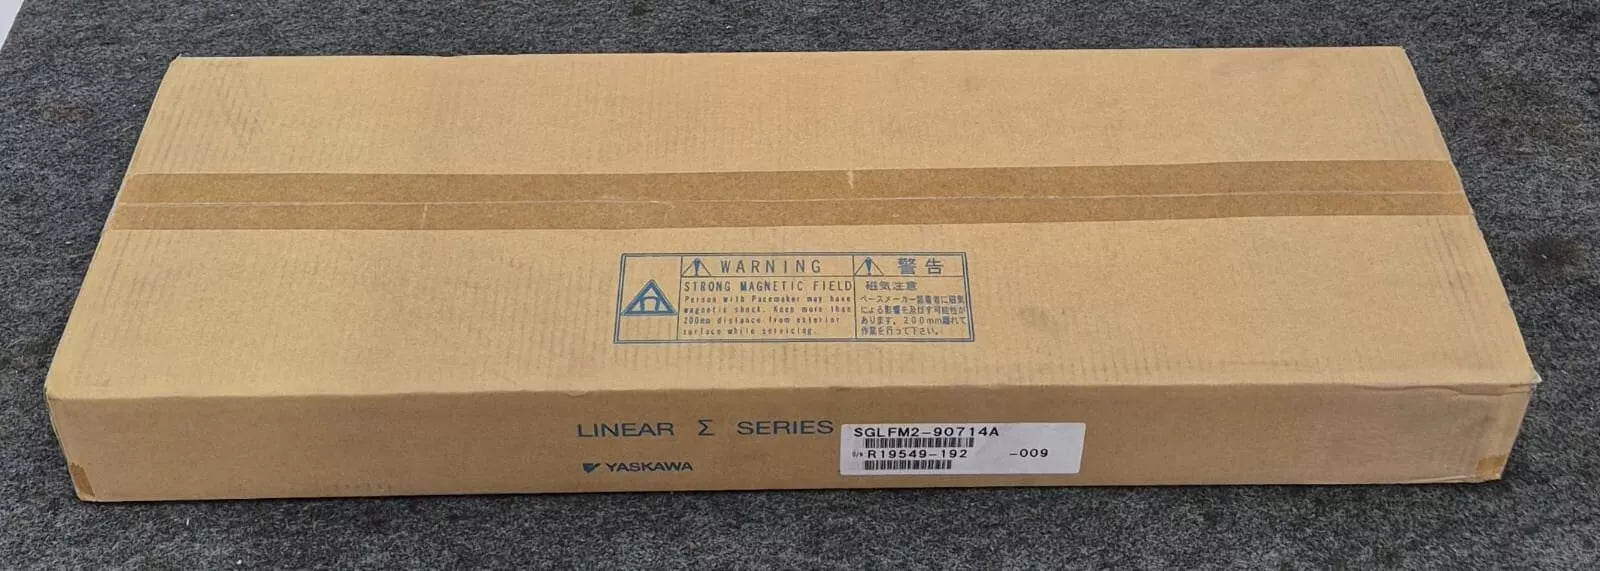 WARNING
STRONG MAGNETIC FIELD
Person with Pacemaker may have
magnetic shock. Keep more than
200mm distance from exterior
surface while servicing.
警告
磁気注意
ペースメーカー装着者に磁気
による影響を及ぼす可能性が
あります。200mm離れて
作業を行って下さい。
LINEAR Σ SERIES
YASKAWA
SGLFM2-90714A
S/N R19549-192 -009